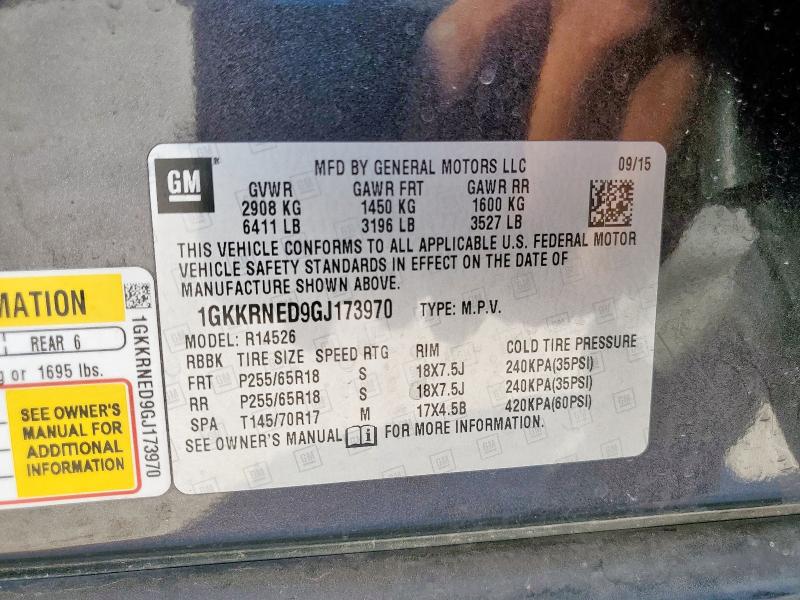 GM
MFD BY GENERAL MOTORS LLC 09/15
GVWR GAWR FRT GAWR RR
2908 KG 1450 KG 1600 KG
6411 LB 3196 LB 3527 LB
THIS VEHICLE CONFORMS TO ALL APPLICABLE U.S. FEDERAL MOTOR
VEHICLE SAFETY STANDARDS IN EFFECT ON THE DATE OF
MANUFACTURE SHOWN ABOVE.
1GKKRNED9GJ173970 TYPE: M.P.V.
MODEL: R14526
RBBK TIRE SIZE SPEED RTG RIM COLD TIRE PRESSURE
FRT P255/65R18 S 18X7.5J 240KPA(35PSI)
RR P255/65R18 S 18X7.5J 240KPA(35PSI)
SPA T145/70R17 M 17X4.5B 420KPA(60PSI)
SEE OWNER'S MANUAL FOR MORE INFORMATION.
MATION
REAR 6
g or 1695 lbs.
SEE OWNER'S
MANUAL FOR
ADDITIONAL
INFORMATION
1GKKRNED9GJ173970